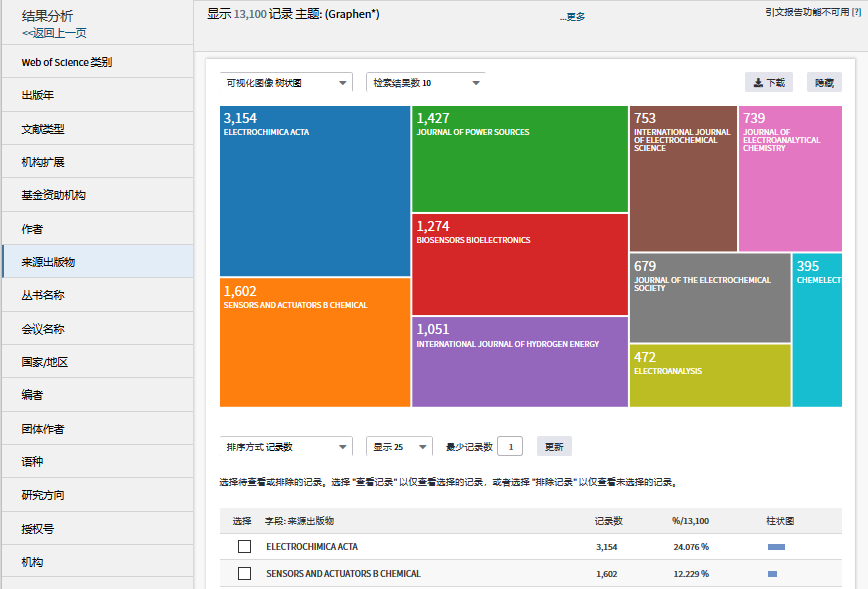 结果分析
<<返回上一页
Web of Science 类别
出版年
文献类型
机构扩展
基金资助机构
作者
来源出版物
丛书名称
会议名称
国家/地区
编者
团体作者
语种
研究方向
授权号
机构
显示 13,100 记录 主题: (Graphen*)
...更多
引文报告功能不可用 [?]
可视化图像 树状图
检索结果数 10
下载
隐藏
3,154
ELECTROCHIMICA ACTA
1,602
SENSORS AND ACTUATORS B CHEMICAL
1,427
JOURNAL OF POWER SOURCES
1,274
BIOSENSORS BIOELECTRONICS
1,051
INTERNATIONAL JOURNAL OF HYDROGEN ENERGY
753
INTERNATIONAL JOURNAL
OF ELECTROCHEMICAL
SCIENCE
739
JOURNAL OF
ELECTROANALYTICAL
CHEMISTRY
679
JOURNAL OF THE ELECTROCHEMICAL
SOCIETY
395
CHEMELECT
472
ELECTROANALYSIS
排序方式 记录数
显示 25
最少记录数 1
更新
选择待查看或排除的记录。选择 "查看记录" 以仅查看选择的记录，或者选择 "排除记录" 以仅查看未选择的记录。
选择 字段: 来源出版物 记录数 %/13,100 柱状图
ELECTROCHIMICA ACTA 3,154 24.076 %
SENSORS AND ACTUATORS B CHEMICAL 1,602 12.229 %